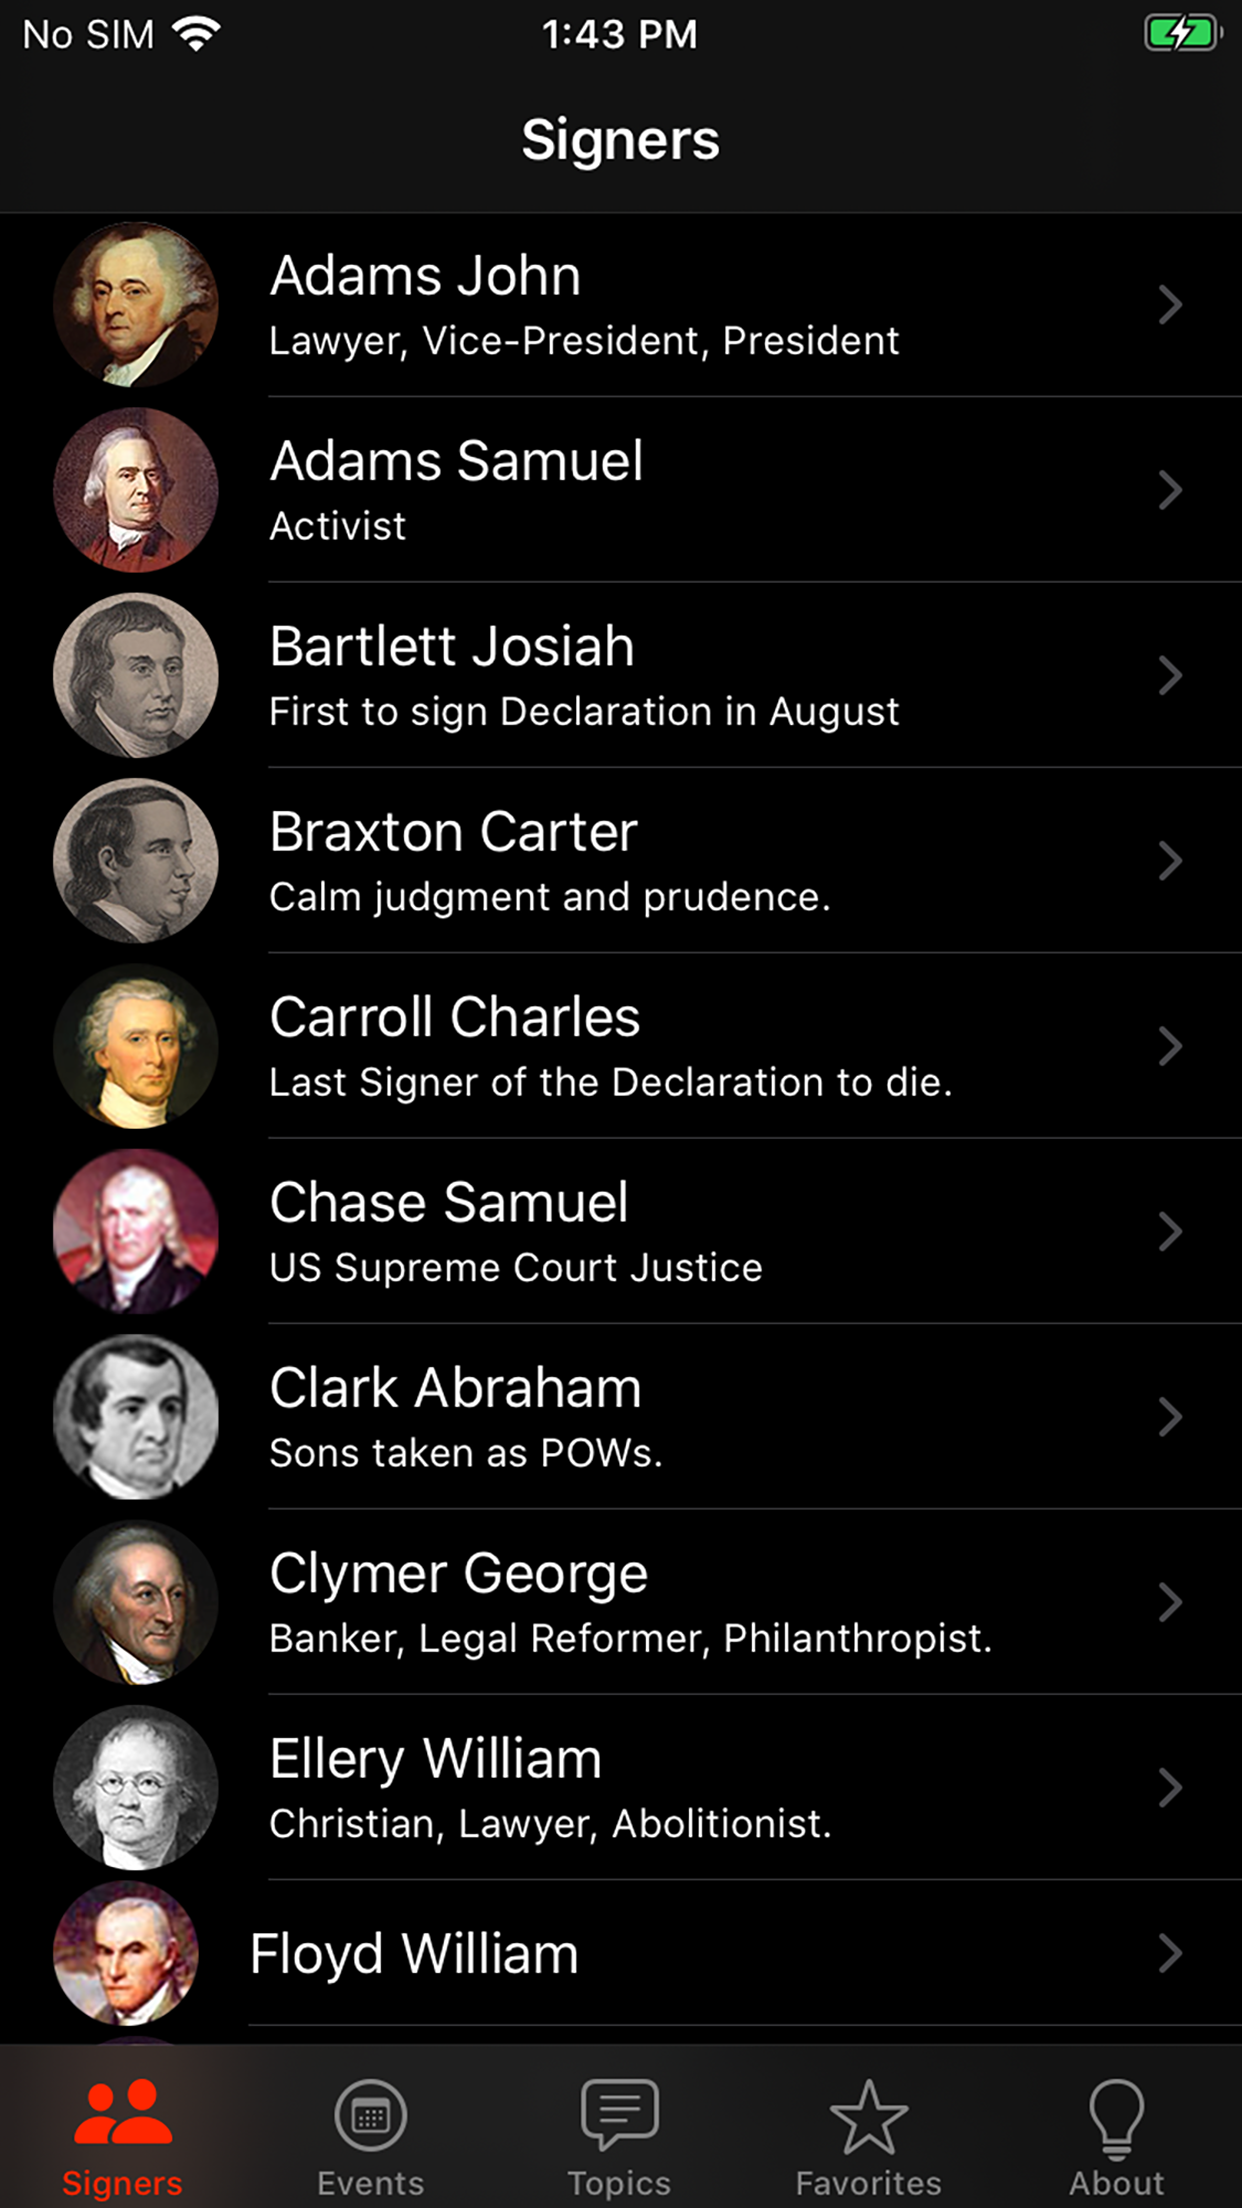 No SIM 1:43 PM
Signers
Adams John
Lawyer, Vice-President, President
Adams Samuel
Activist
Bartlett Josiah
First to sign Declaration in August
Braxton Carter
Calm judgment and prudence.
Carroll Charles
Last Signer of the Declaration to die.
Chase Samuel
US Supreme Court Justice
Clark Abraham
Sons taken as POWs.
Clymer George
Banker, Legal Reformer, Philanthropist.
Ellery William
Christian, Lawyer, Abolitionist.
Floyd William
Signers Events Topics Favorites About